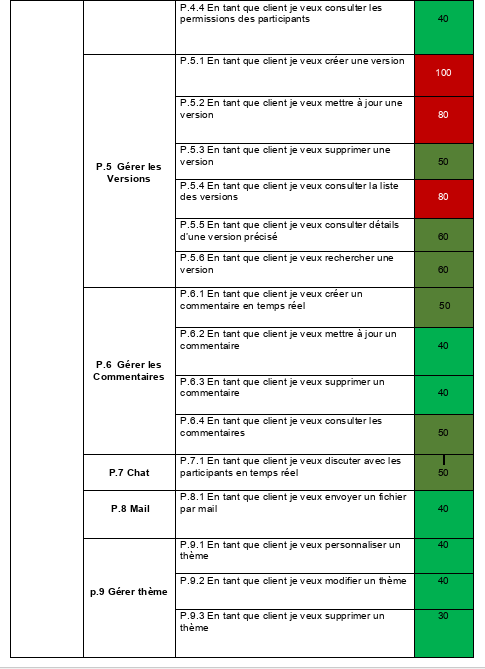 P.4.4 En tant que client je veux consulter les
permissions des participants
40
P.5 Gérer les
Versions
P.5.1 En tant que client je veux créer une version
100
P.5.2 En tant que client je veux mettre à jour une
version
80
P.5.3 En tant que client je veux supprimer une
version
50
P.5.4 En tant que client je veux consulter la liste
des versions
80
P.5.5 En tant que client je veux consulter détails
d'une version précisé
60
P.5.6 En tant que client je veux rechercher une
version
60
P.6 Gérer les
Commentaires
P.6.1 En tant que client je veux créer un
commentaire en temps réel
50
P.6.2 En tant que client je veux mettre à jour un
commentaire
40
P.6.3 En tant que client je veux supprimer un
commentaire
40
P.6.4 En tant que client je veux consulter les
commentaires
50
P.7 Chat
P.7.1 En tant que client je veux discuter avec les
participants en temps réel
50
P.8 Mail
P.8.1 En tant que client je veux envoyer un fichier
par mail
40
p.9 Gérer thème
P.9.1 En tant que client je veux personnaliser un
thème
40
P.9.2 En tant que client je veux modifier un thème
40
P.9.3 En tant que client je veux supprimer un
thème
30